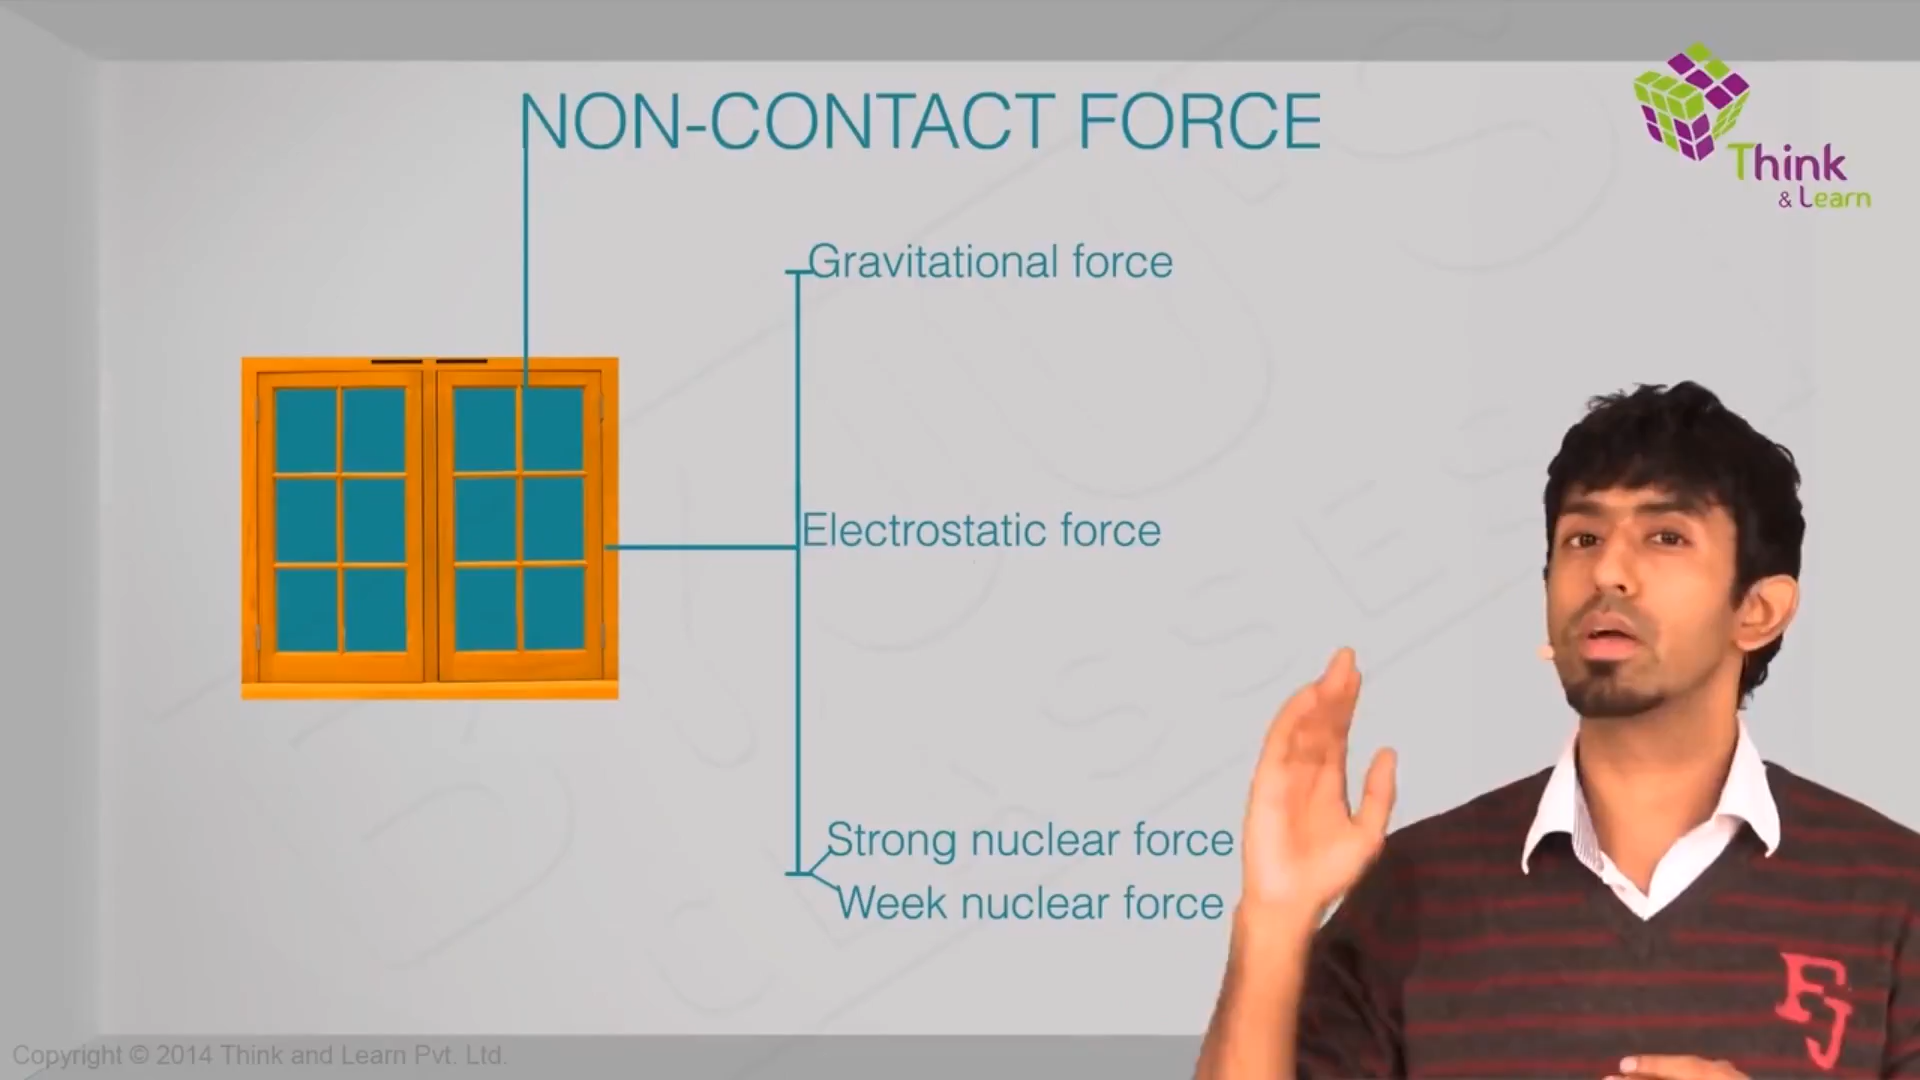 NON-CONTACT FORCE
Think
& Learn
Gravitational force
Electrostatic force
Strong nuclear force
Week nuclear force
FJ
Copyright © 2014 Think and Learn Pvt. Ltd.